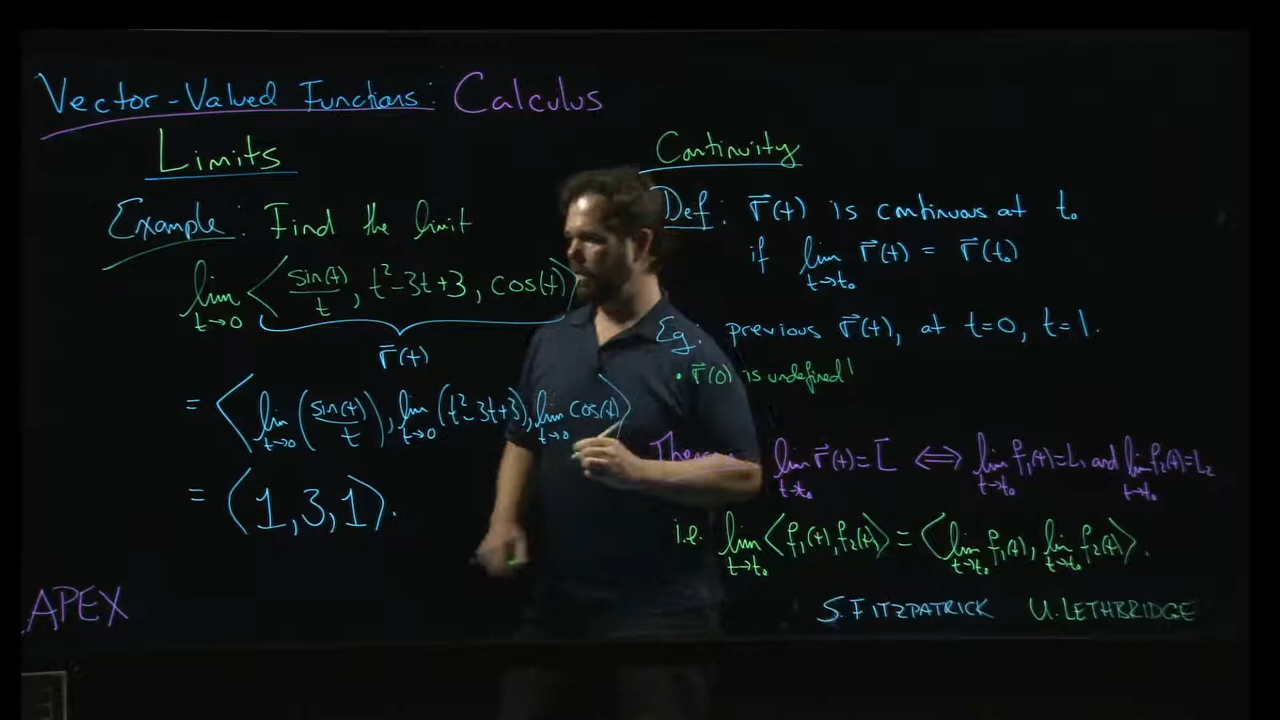 Vector-Valued Functions: Calculus
Limits
Example: Find the limit
lim t→0 ⟨ sin(t)/t, t²-3t+3, cos(t) ⟩
r⃗(t)
= ⟨ lim t→0 (sin(t)/t), lim t→0 (t²-3t+3), lim t→0 cos(t) ⟩
= ⟨1,3,1⟩.
APEX
Continuity
Def: r⃗(t) is continuous at t₀
if lim t→t₀ r⃗(t) = r⃗(t₀)
Eg: previous r⃗(t), at t=0, t=1.
• r⃗(0) is undefined!
lim t→t₀ r⃗(t) = L⃗ ⟺ lim t→t₀ f₁(t)=L₁ and lim t→t₀ f₂(t)=L₂
i.e. lim t→t₀ ⟨f₁(t), f₂(t)⟩ = ⟨lim t→t₀ f₁(t), lim t→t₀ f₂(t)⟩.
S. FITZPATRICK U. LETHBRIDGE